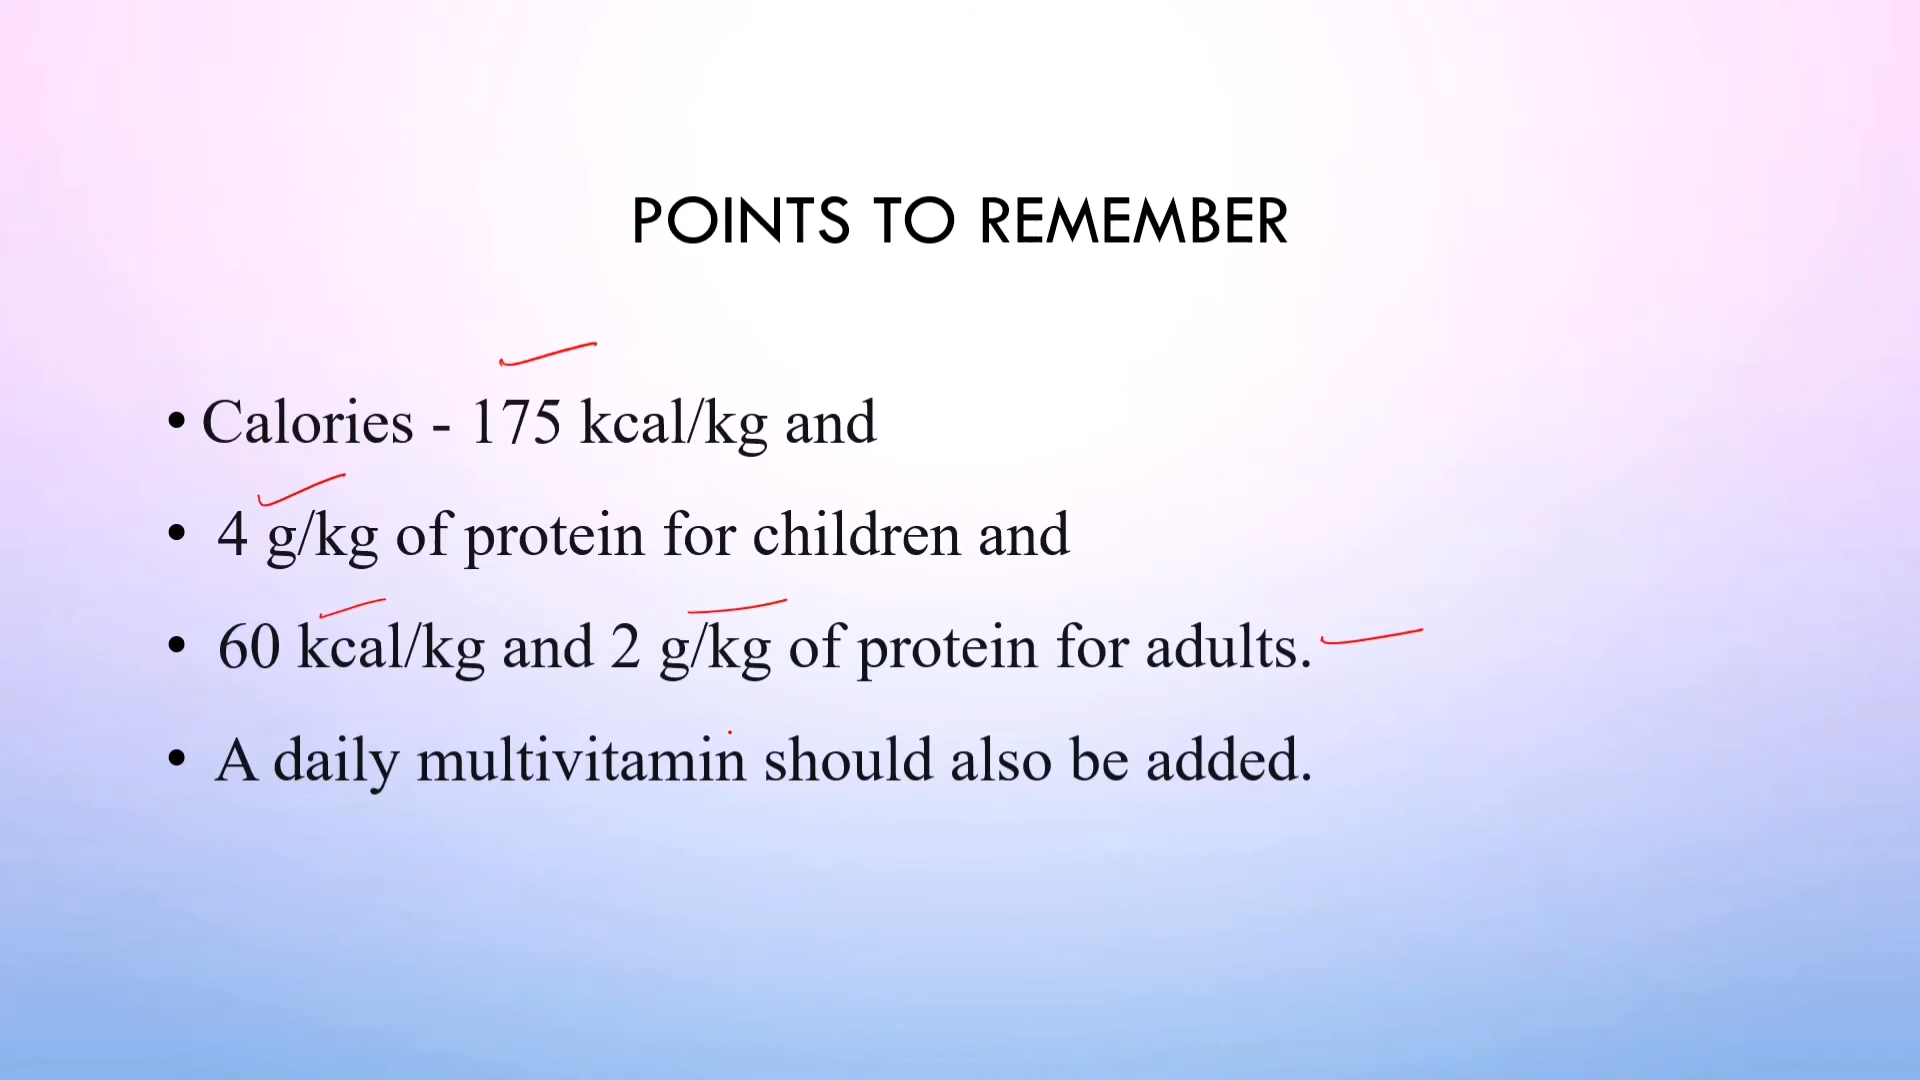 POINTS TO REMEMBER
• Calories - 175 kcal/kg and
• 4 g/kg of protein for children and
• 60 kcal/kg and 2 g/kg of protein for adults.
• A daily multivitamin should also be added.